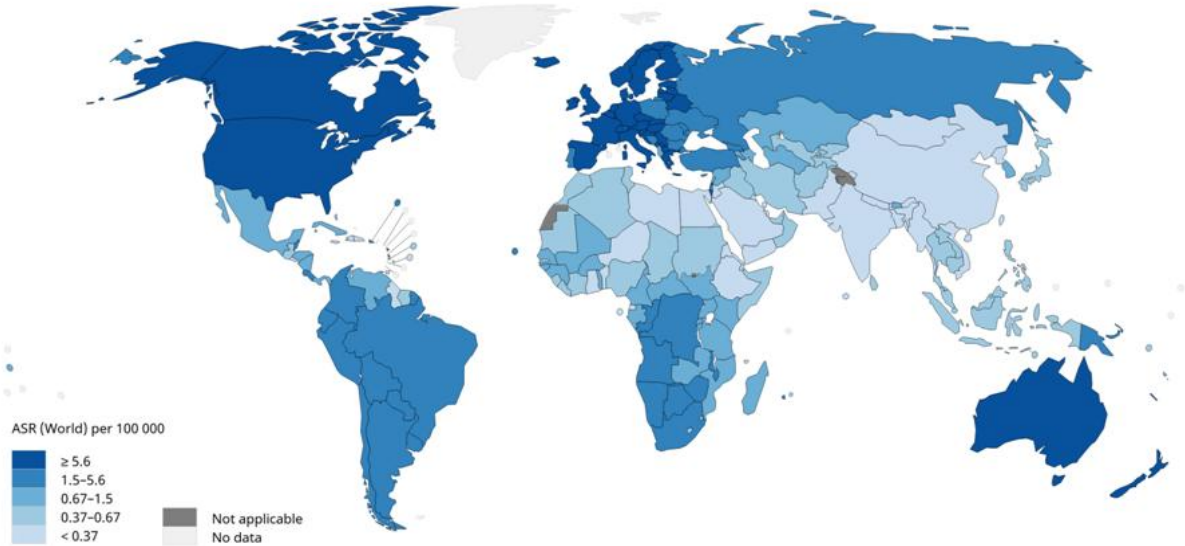 ASR (World) per 100 000
≥ 5.6
1.5–5.6
0.67–1.5
0.37–0.67
< 0.37
Not applicable
No data